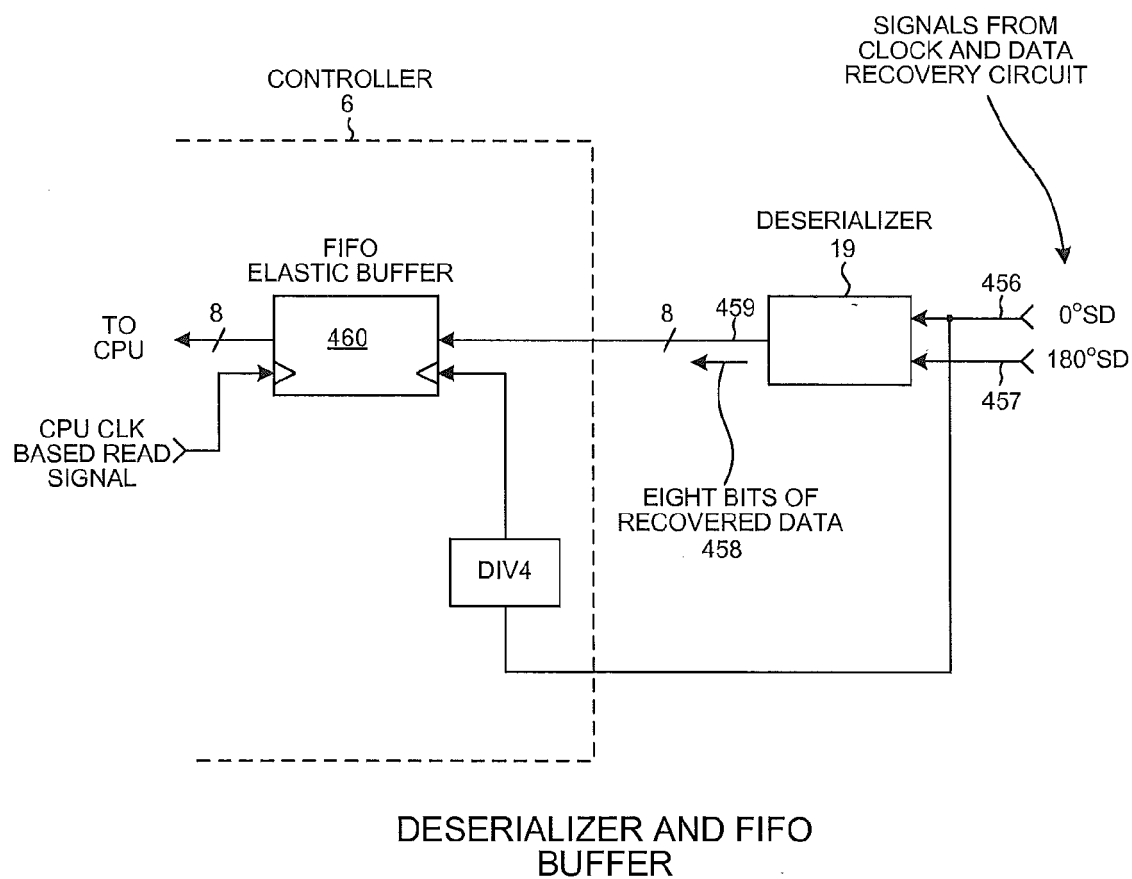 SIGNALS FROM
CLOCK AND DATA
RECOVERY CIRCUIT
CONTROLLER
6
DESERIALIZER
19
FIFO
ELASTIC BUFFER
456
0°SD
8
8
459
TO
CPU
460
180°SD
457
CPU CLK
BASED READ
SIGNAL
EIGHT BITS OF
RECOVERED DATA
458
DIV4
DESERIALIZER AND FIFO
BUFFER